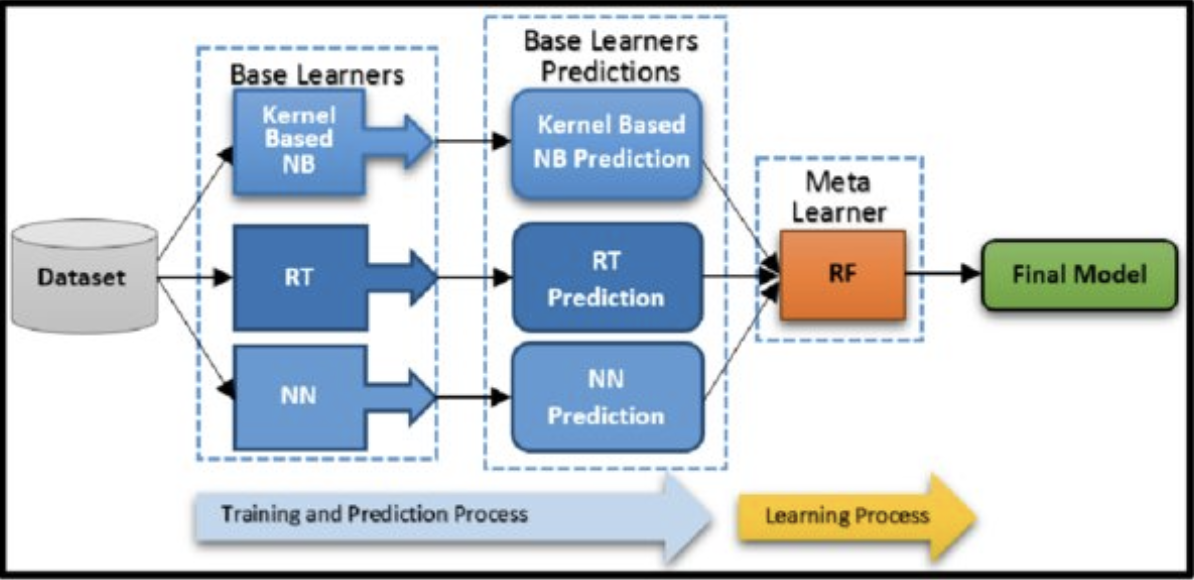 Base Learners
Base Learners
Predictions
Kernel
Based
NB
Kernel Based
NB Prediction
Meta
Learner
Dataset
RT
RT
Prediction
RF
Final Model
NN
NN
Prediction
Training and Prediction Process
Learning Process